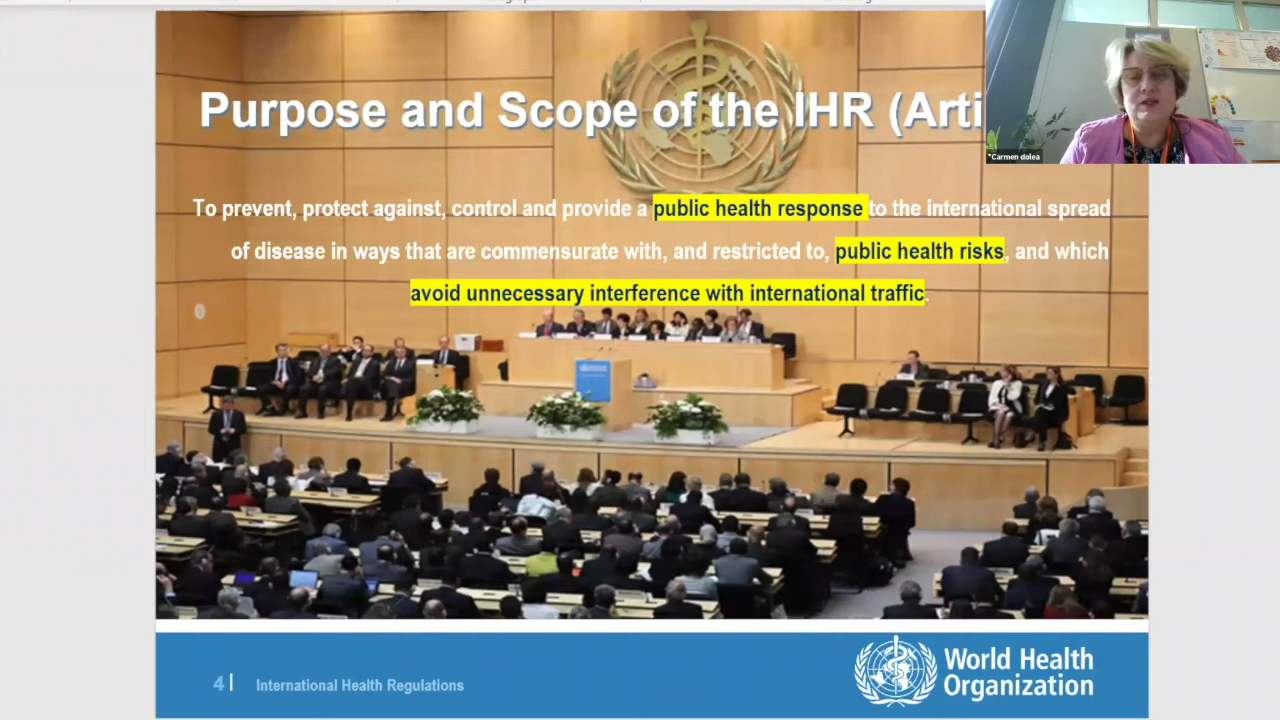 Purpose and Scope of the IHR (Arti
*Carmen dolea
To prevent, protect against, control and provide a public health response to the international spread
of disease in ways that are commensurate with, and restricted to, public health risks, and which
avoid unnecessary interference with international traffic.
4 | International Health Regulations
World Health
Organization